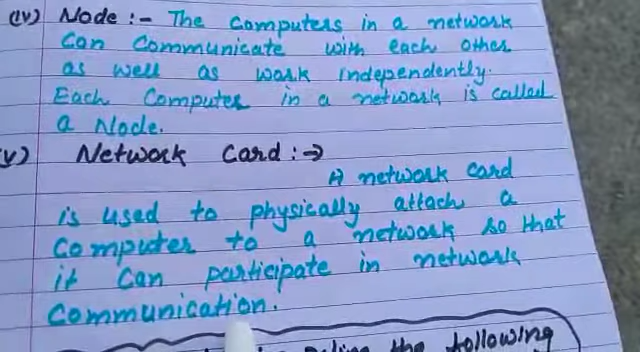 (iv) Node :- The computers in a network
can communicate with each other
as well as work independently.
Each computer in a network is called
a Node.
(v) Network card :->
A network card
is used to physically attach a
computer to a network so that
it can participate in network
communication.
the following